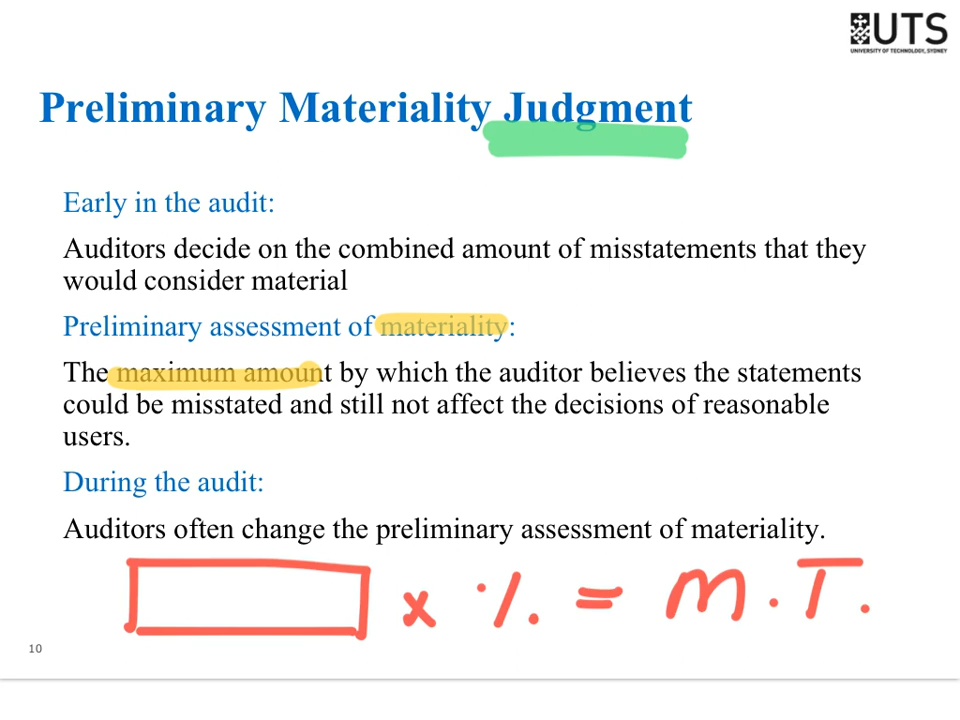 UTS
UNIVERSITY OF TECHNOLOGY, SYDNEY
Preliminary Materiality Judgment
Early in the audit:
Auditors decide on the combined amount of misstatements that they
would consider material
Preliminary assessment of materiality:
The maximum amount by which the auditor believes the statements
could be misstated and still not affect the decisions of reasonable
users.
During the audit:
Auditors often change the preliminary assessment of materiality.
x % = M.T.
10